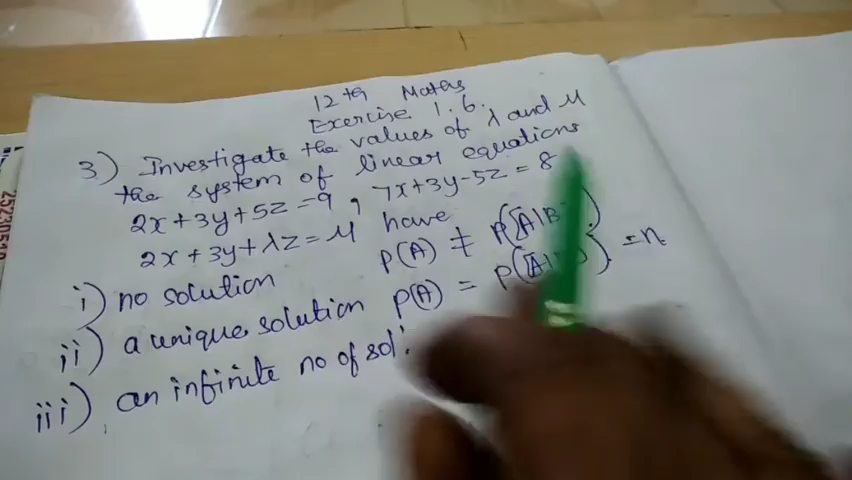 12th Maths
Exercise 1.6.
3) Investigate the values of λ and μ
the system of linear equations
2x+3y+5z=9, 7x+3y-5z=8
2x+3y+λz=μ have
i) no solution ρ(A) ≠ ρ([A|B])
ii) a unique solution ρ(A) = ρ([A| ]) =n
iii) an infinite no of sol